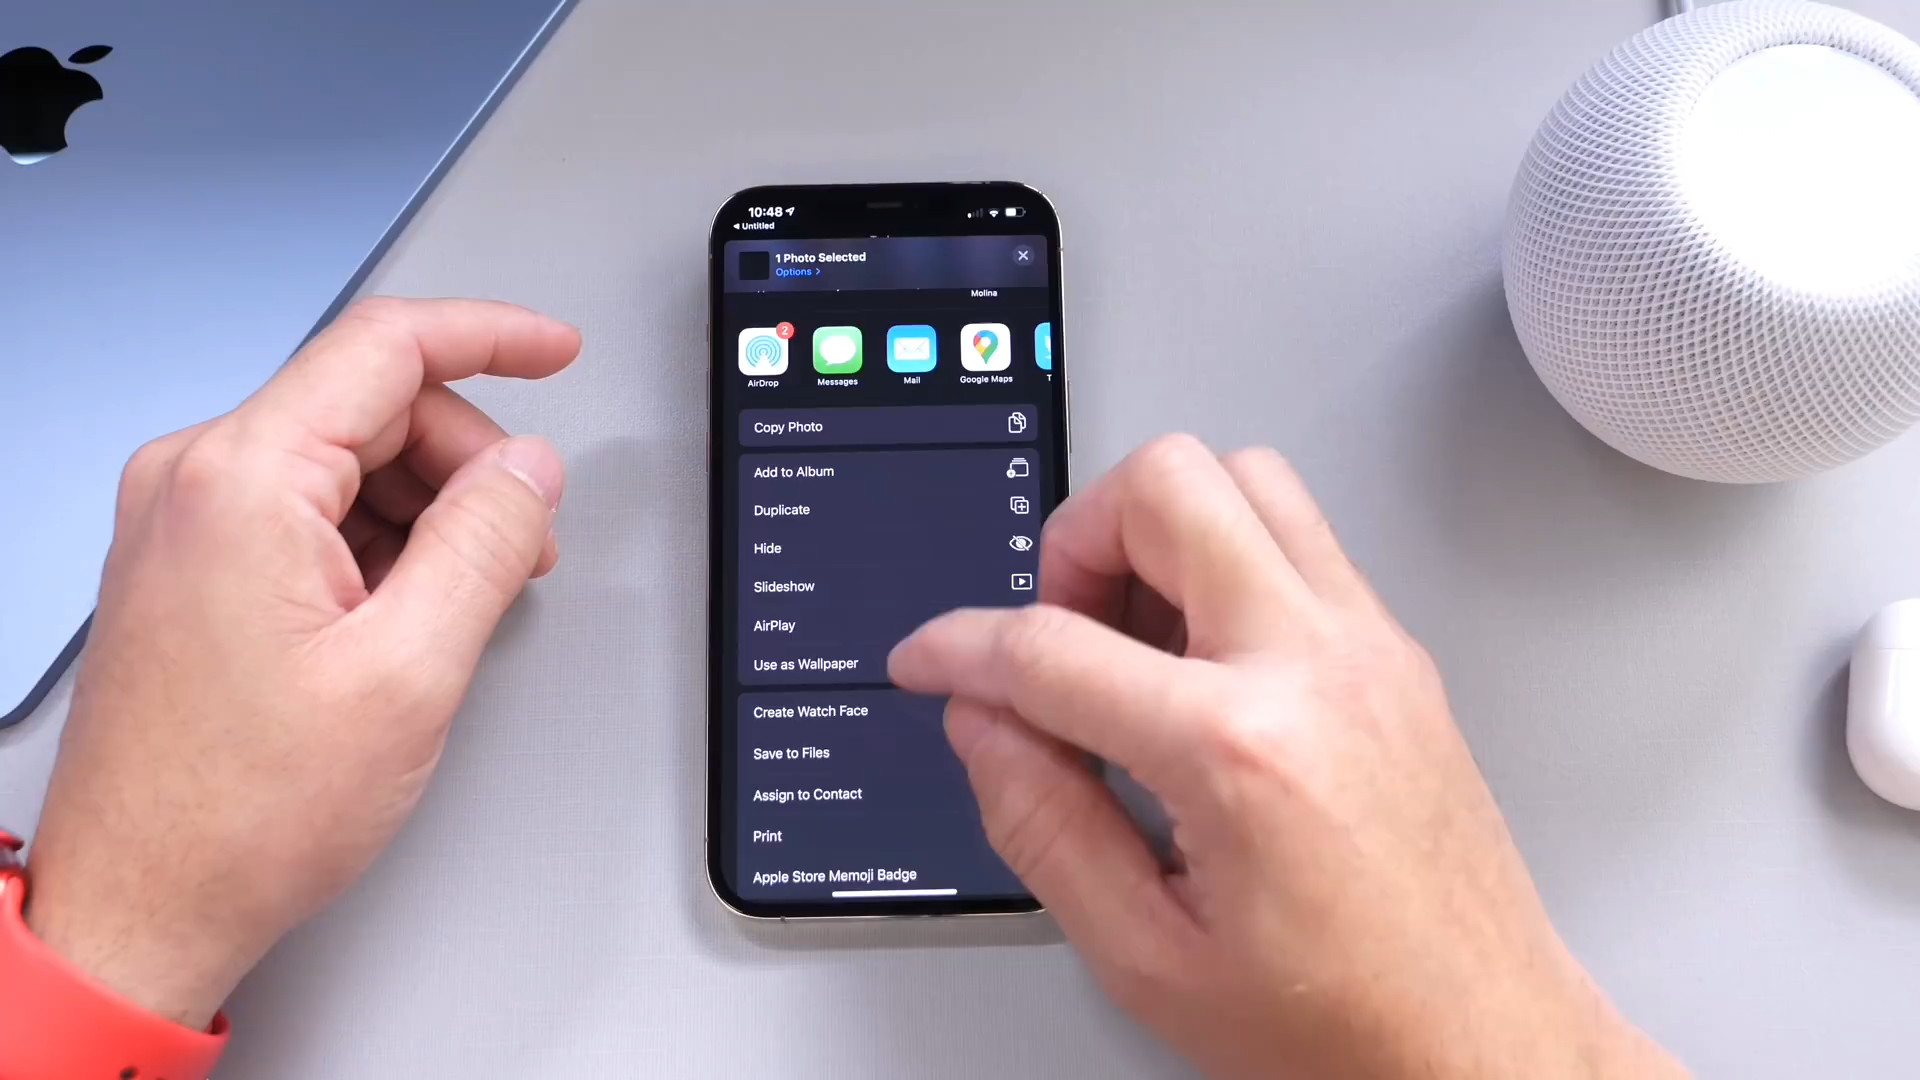 10:48
◀ Untitled
1 Photo Selected
Options >
Molina
2
AirDrop
Messages
Mail
Google Maps
T
Copy Photo
Add to Album
Duplicate
Hide
Slideshow
AirPlay
Use as Wallpaper
Create Watch Face
Save to Files
Assign to Contact
Print
Apple Store Memoji Badge